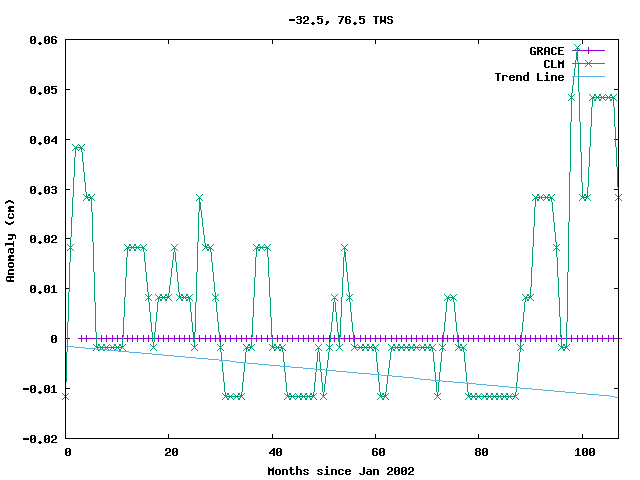 -32.5, 76.5 TWS
GRACE
CLM
Trend Line
0.06
0.05
0.04
0.03
0.02
0.01
0
-0.01
-0.02
Anomaly (cm)
0 20 40 60 80 100
Months since Jan 2002